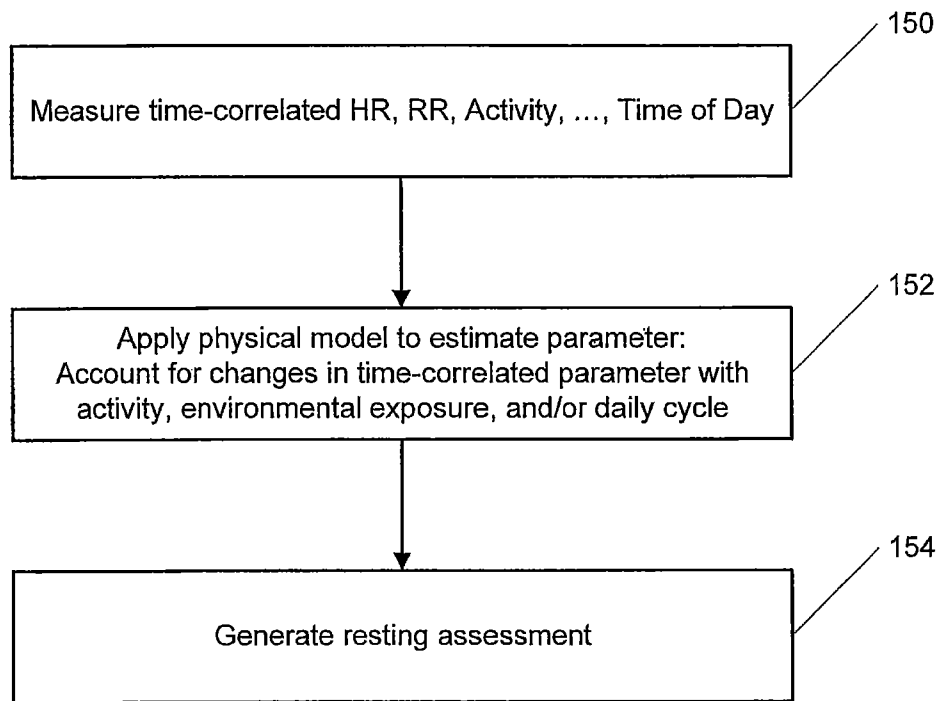 150
Measure time-correlated HR, RR, Activity, ..., Time of Day
152
Apply physical model to estimate parameter:
Account for changes in time-correlated parameter with
activity, environmental exposure, and/or daily cycle
154
Generate resting assessment